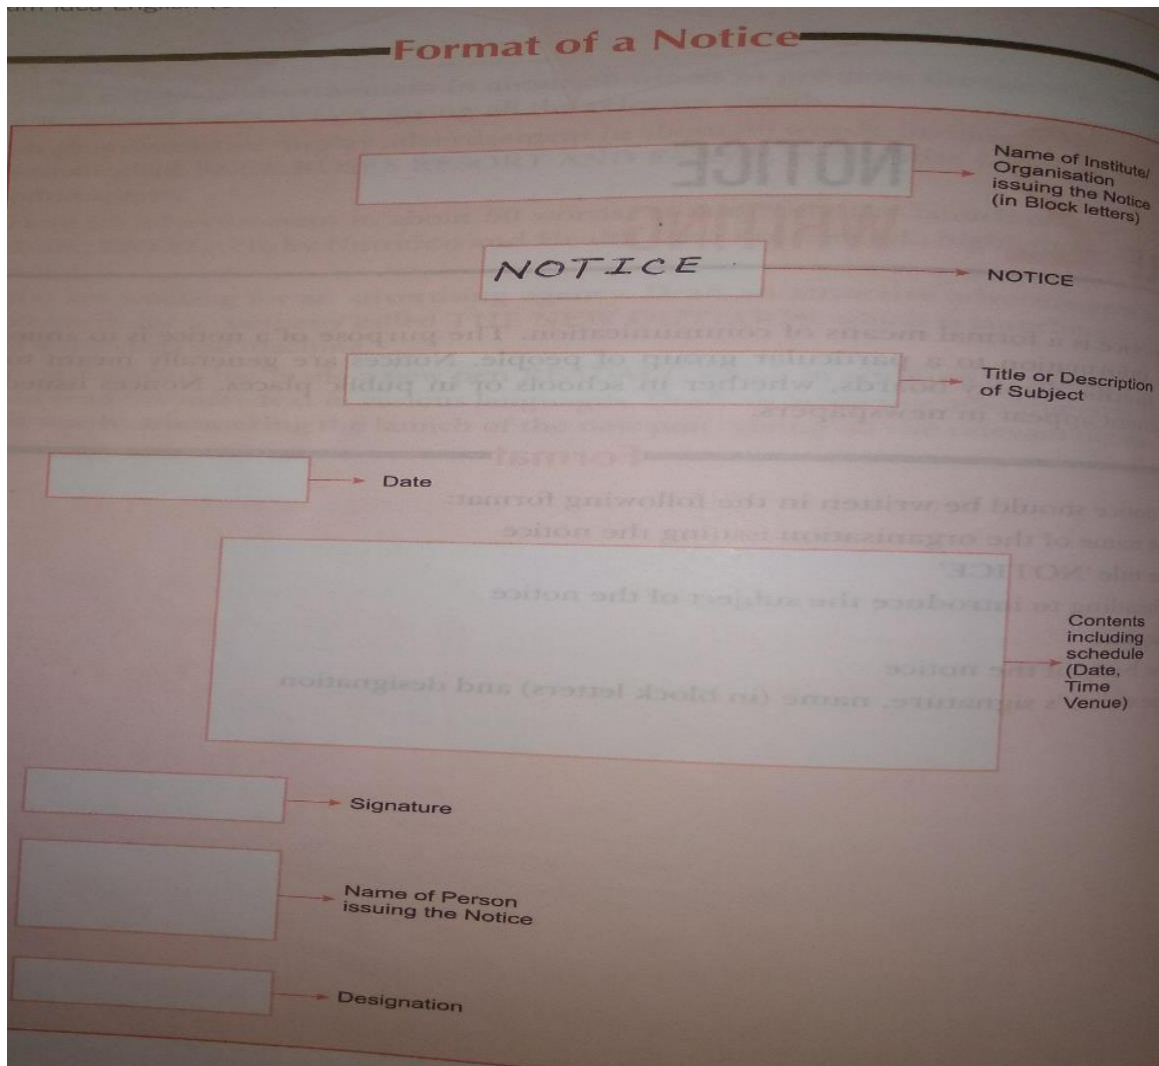 Format of a Notice
Name of Institute/
Organisation
issuing the Notice
(in Block letters)
NOTICE
NOTICE
Title or Description
of Subject
Date
Contents
including
schedule
(Date,
Time
Venue)
Signature
Name of Person
issuing the Notice
Designation